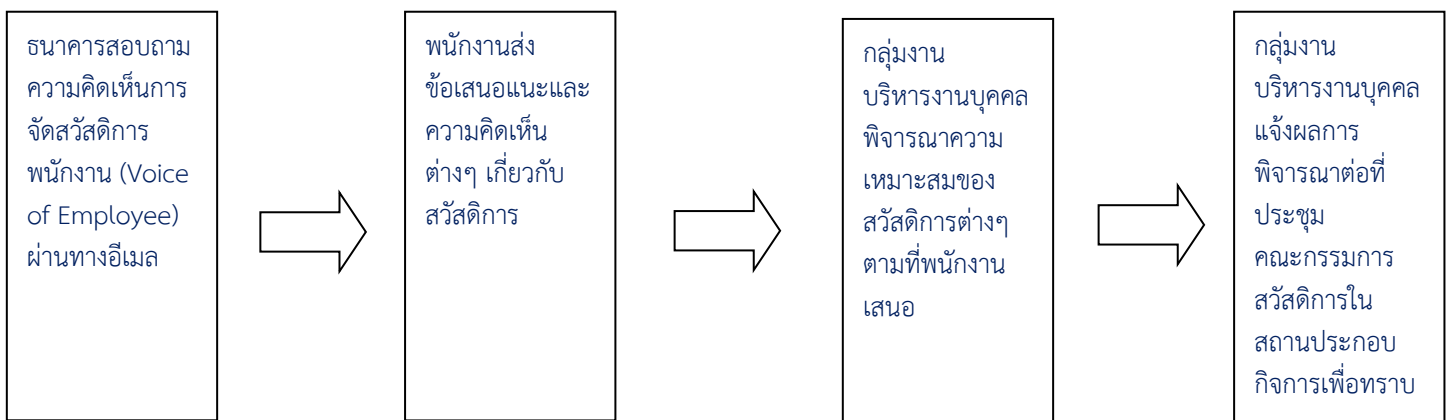 ธนาคารสอบถาม
ความคิดเห็นการ
จัดสวัสดิการ
พนักงาน (Voice
of Employee)
ผ่านทางอีเมล
พนักงานส่ง
ข้อเสนอแนะและ
ความคิดเห็น
ต่างๆ เกี่ยวกับ
สวัสดิการ
กลุ่มงาน
บริหารงานบุคคล
พิจารณาความ
เหมาะสมของ
สวัสดิการต่างๆ
ตามที่พนักงาน
เสนอ
กลุ่มงาน
บริหารงานบุคคล
แจ้งผลการ
พิจารณาต่อที่
ประชุม
คณะกรรมการ
สวัสดิการใน
สถานประกอบ
กิจการเพื่อทราบ